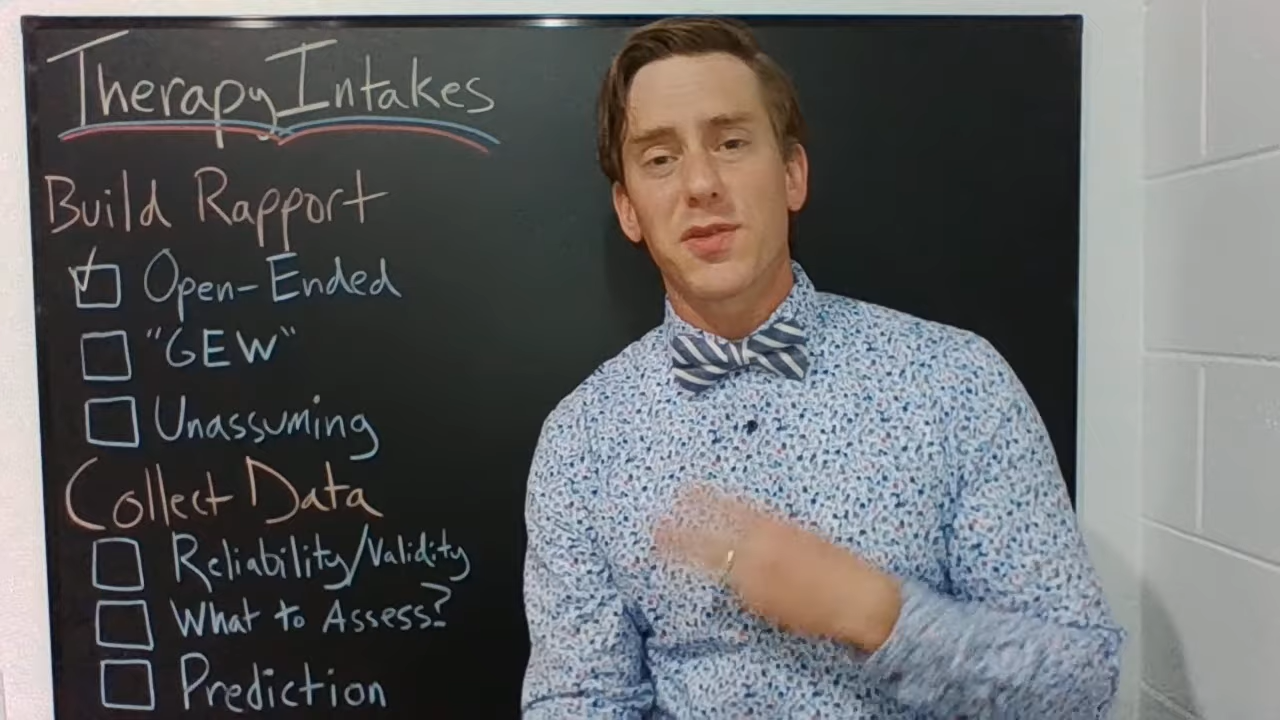 Therapy Intakes
Build Rapport
Open-Ended
"GEW"
Unassuming
Collect Data
Reliability/Validity
What to Assess?
Prediction